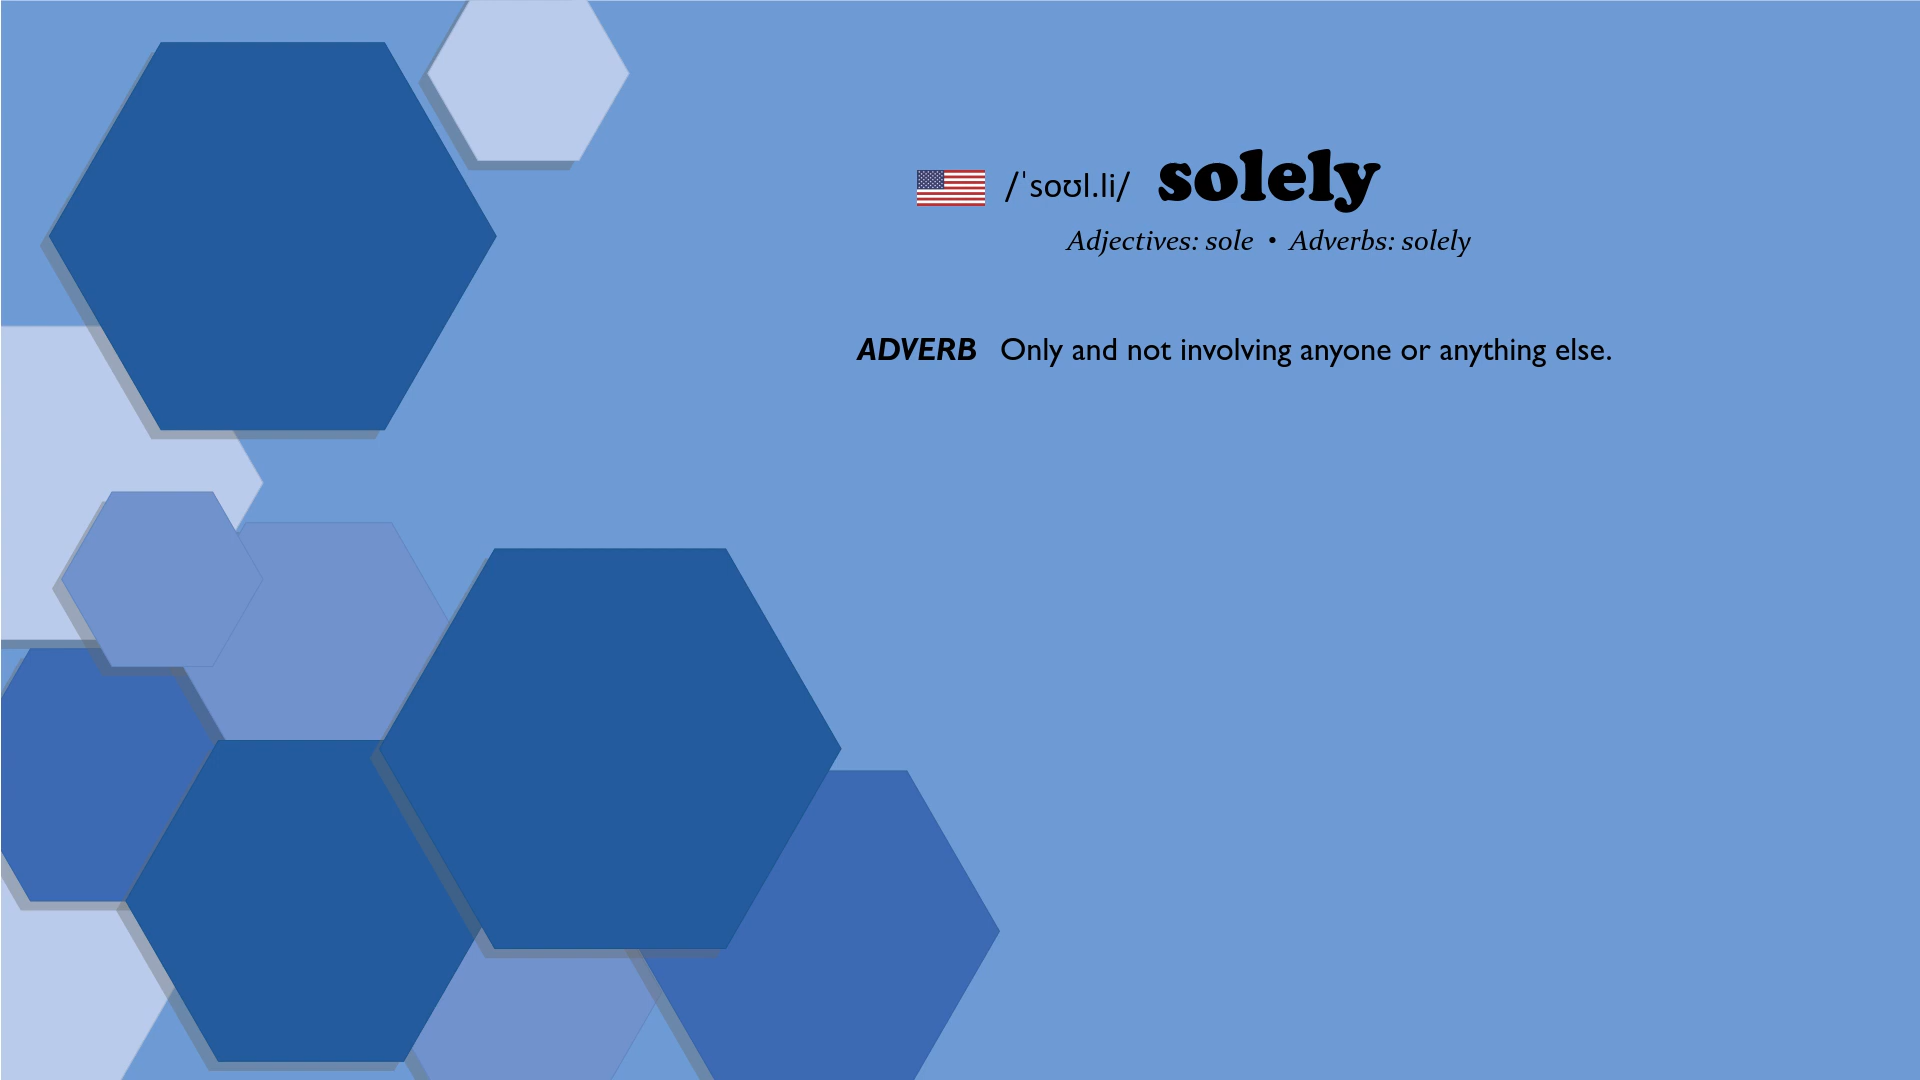 /ˈsoʊl.li/ solely
Adjectives: sole • Adverbs: solely
ADVERB Only and not involving anyone or anything else.